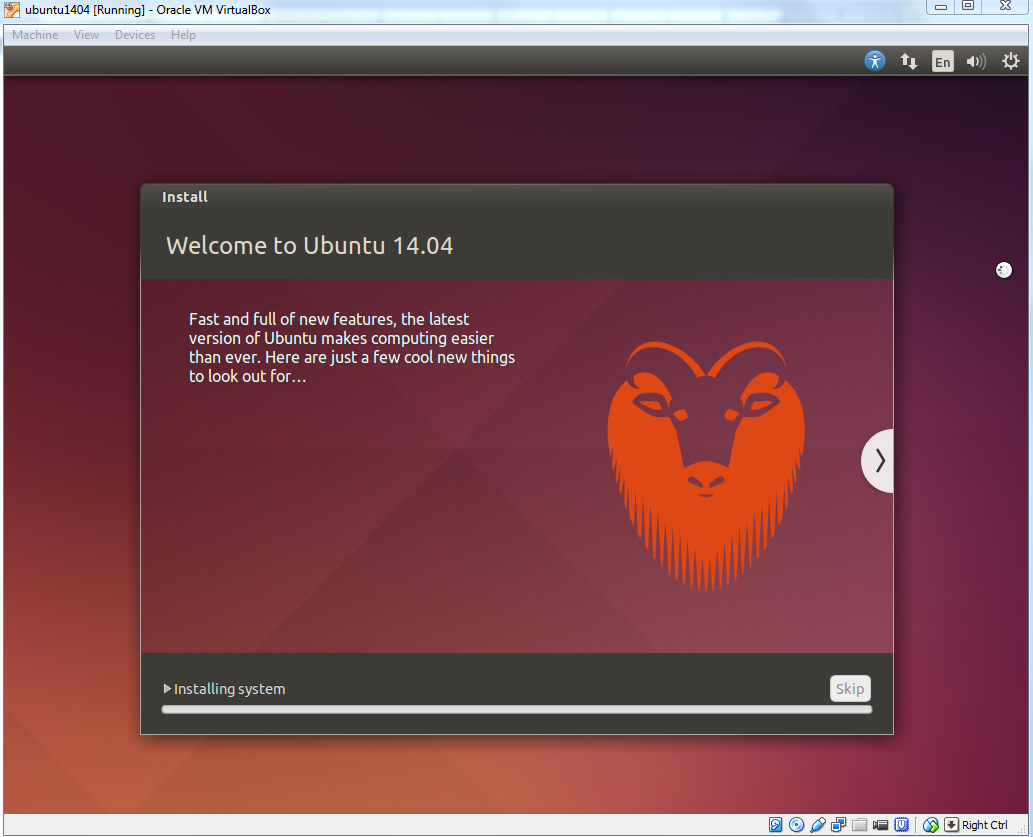 ubuntu1404 [Running] - Oracle VM VirtualBox
Machine View Devices Help
En
Install
Welcome to Ubuntu 14.04
Fast and full of new features, the latest
version of Ubuntu makes computing easier
than ever. Here are just a few cool new things
to look out for…
Installing system
Skip
Right Ctrl